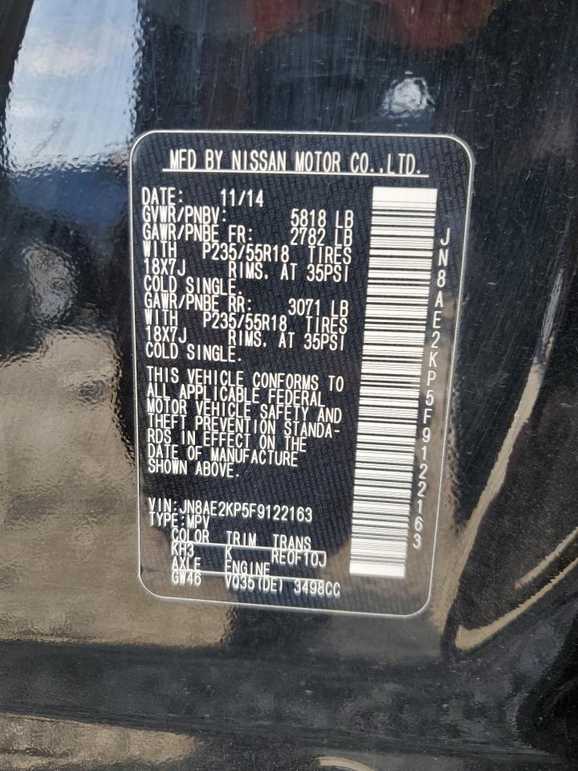 MFD BY NISSAN MOTOR CO.,LTD.
DATE: 11/14
GVWR/PNBV: 5818 LB
GAWR/PNBE FR: 2782 LB
WITH P235/55R18 TIRES
18X7J RIMS. AT 35PSI
COLD SINGLE.
GAWR/PNBE RR: 3071 LB
WITH P235/55R18 TIRES
18X7J RIMS. AT 35PSI
COLD SINGLE.
THIS VEHICLE CONFORMS TO
ALL APPLICABLE FEDERAL
MOTOR VEHICLE SAFETY AND
THEFT PREVENTION STANDA-
RDS IN EFFECT ON THE
DATE OF MANUFACTURE
SHOWN ABOVE.
VIN:JN8AE2KP5F9122163
TYPE:MPV
COLOR TRIM TRANS
KH3 K RE0F10J
AXLE ENGINE
GW46 VQ35(DE) 3498CC
JN8AE2KP5F9122163